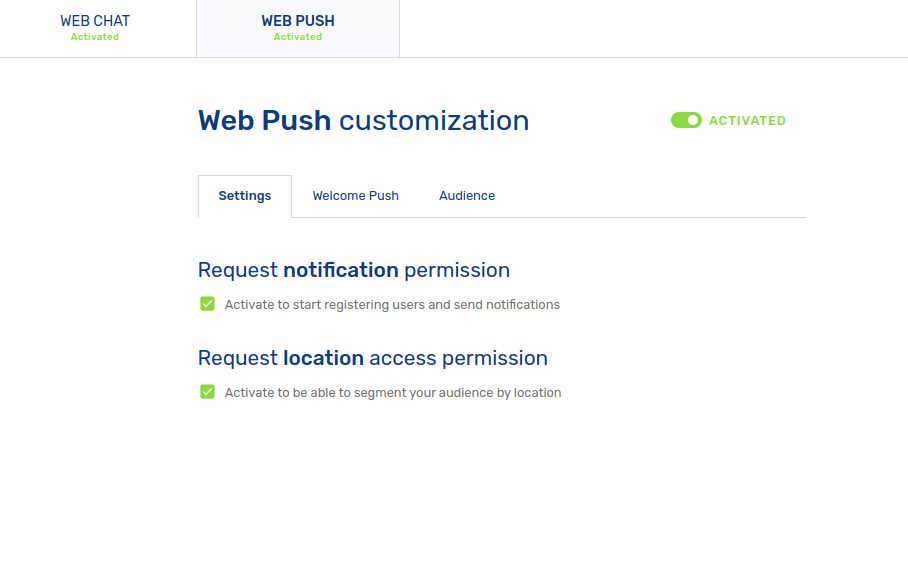 WEB CHAT
Activated
WEB PUSH
Activated
Web Push customization
ACTIVATED
Settings
Welcome Push
Audience
Request notification permission
Activate to start registering users and send notifications
Request location access permission
Activate to be able to segment your audience by location